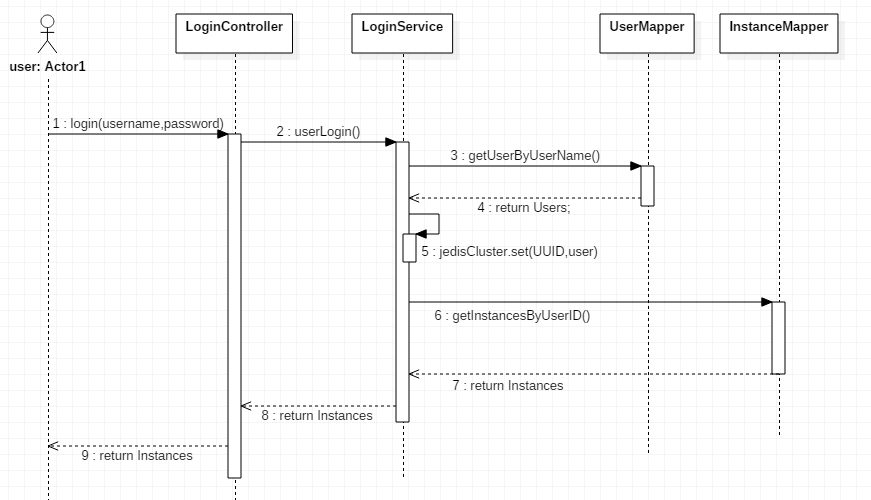 LoginController
LoginService
UserMapper
InstanceMapper
user: Actor1
1 : login(username,password)
2 : userLogin()
3 : getUserByUserName()
4 : return Users;
5 : jedisCluster.set(UUID,user)
6 : getInstancesByUserID()
7 : return Instances
8 : return Instances
9 : return Instances